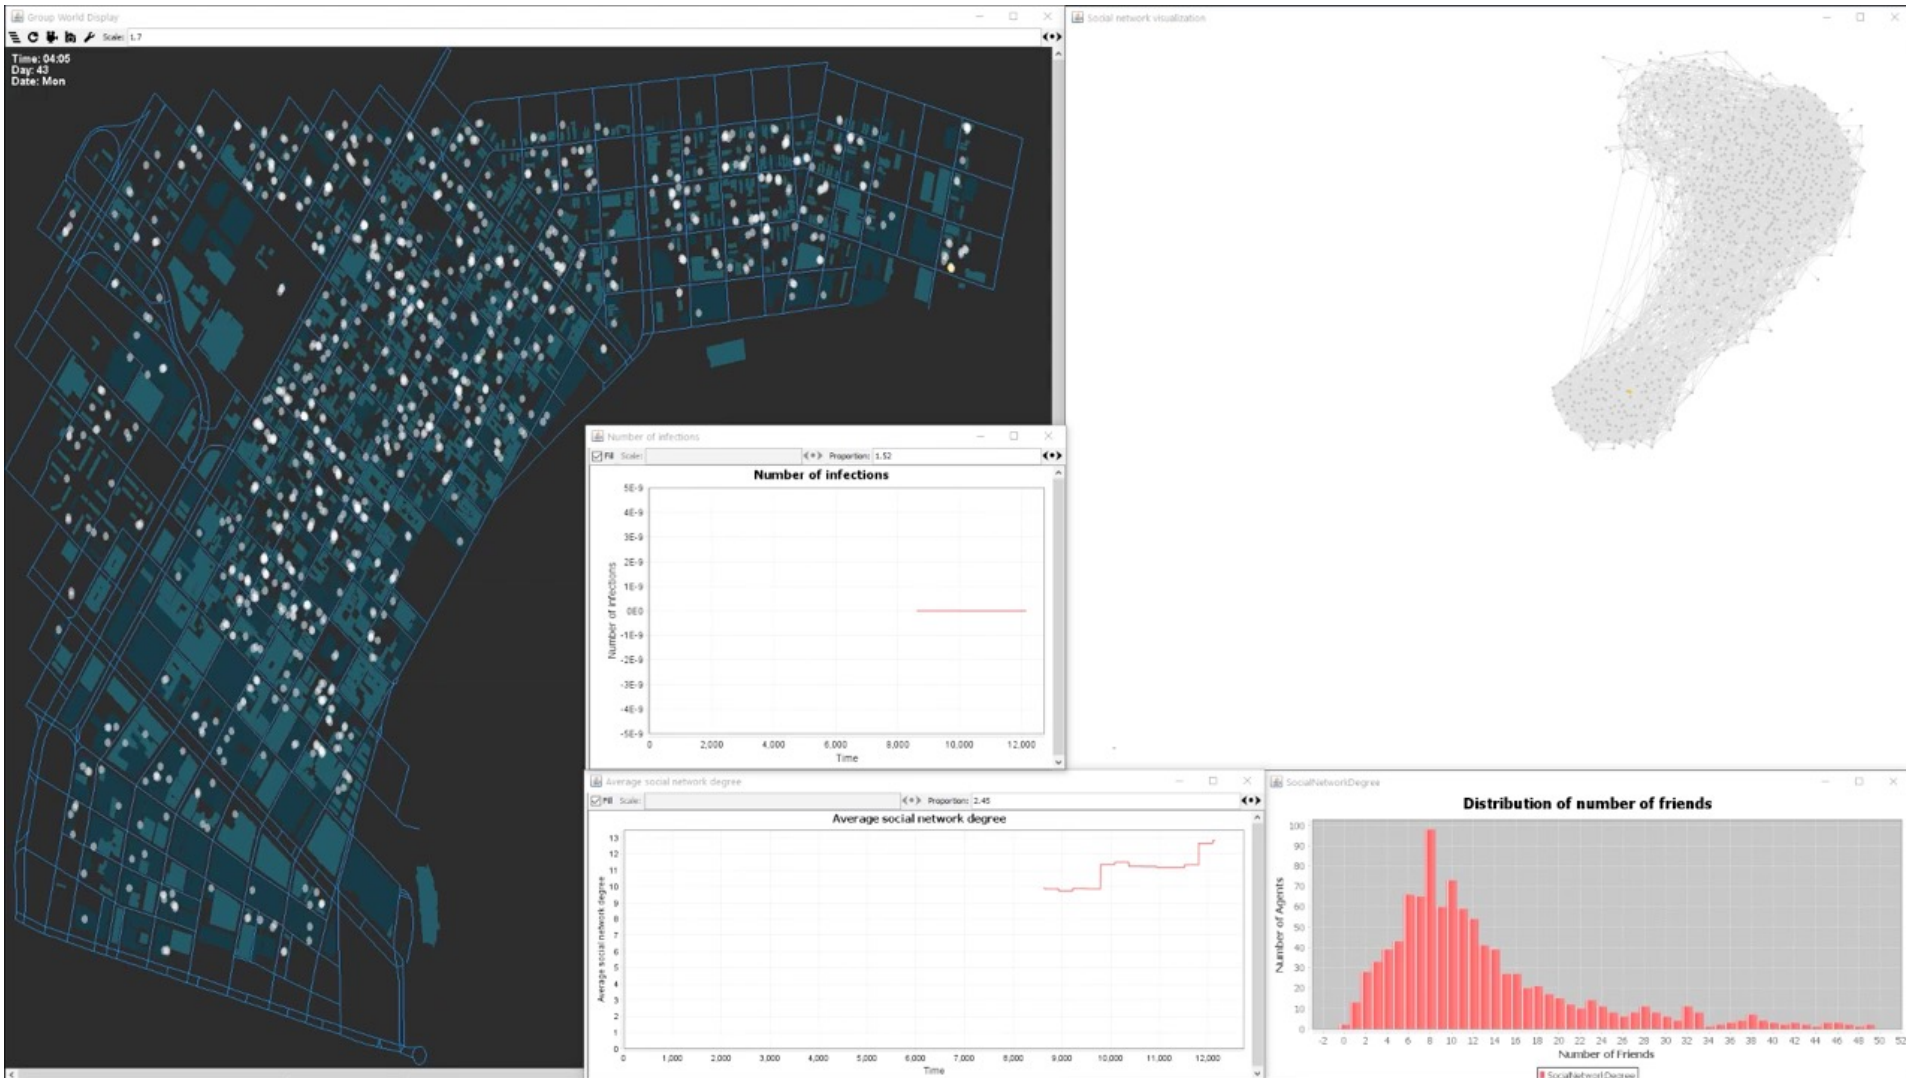 Group World Display
Scale: 1.7
Time: 04:05
Day: 43
Date: Mon
Social network visualization
Number of infections
Fill Scale: Proportion: 1.52
Number of infections
5E-9
4E-9
3E-9
2E-9
1E-9
0E0
-1E-9
-2E-9
-3E-9
-4E-9
-5E-9
Number of infections
0 2,000 4,000 6,000 8,000 10,000 12,000
Time
Average social network degree
Fill Scale: Proportion: 2.45
Average social network degree
13
12
11
10
9
8
7
6
5
4
3
2
1
0
Average social network degree
0 1,000 2,000 3,000 4,000 5,000 6,000 7,000 8,000 9,000 10,000 11,000 12,000
Time
SocialNetworkDegree
Distribution of number of friends
100
90
80
70
60
50
40
30
20
10
0
Number of Agents
-2 0 2 4 6 8 10 12 14 16 18 20 22 24 26 28 30 32 34 36 38 40 42 44 46 48 50 52
Number of Friends
SocialNetworkDegree